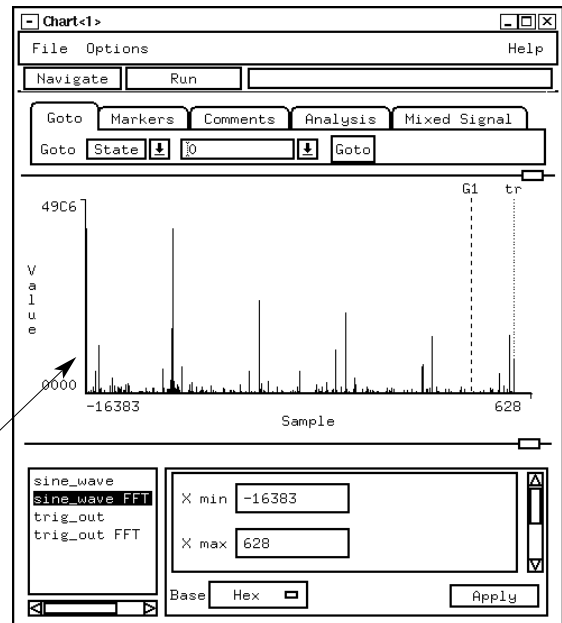 Chart<1>
File Options Help
Navigate Run
Goto Markers Comments Analysis Mixed Signal
Goto State 0 Goto
G1 tr
49C6
Value
0000
-16383 628
Sample
sine_wave
sine_wave FFT
trig_out
trig_out FFT
X min -16383
X max 628
Base Hex Apply